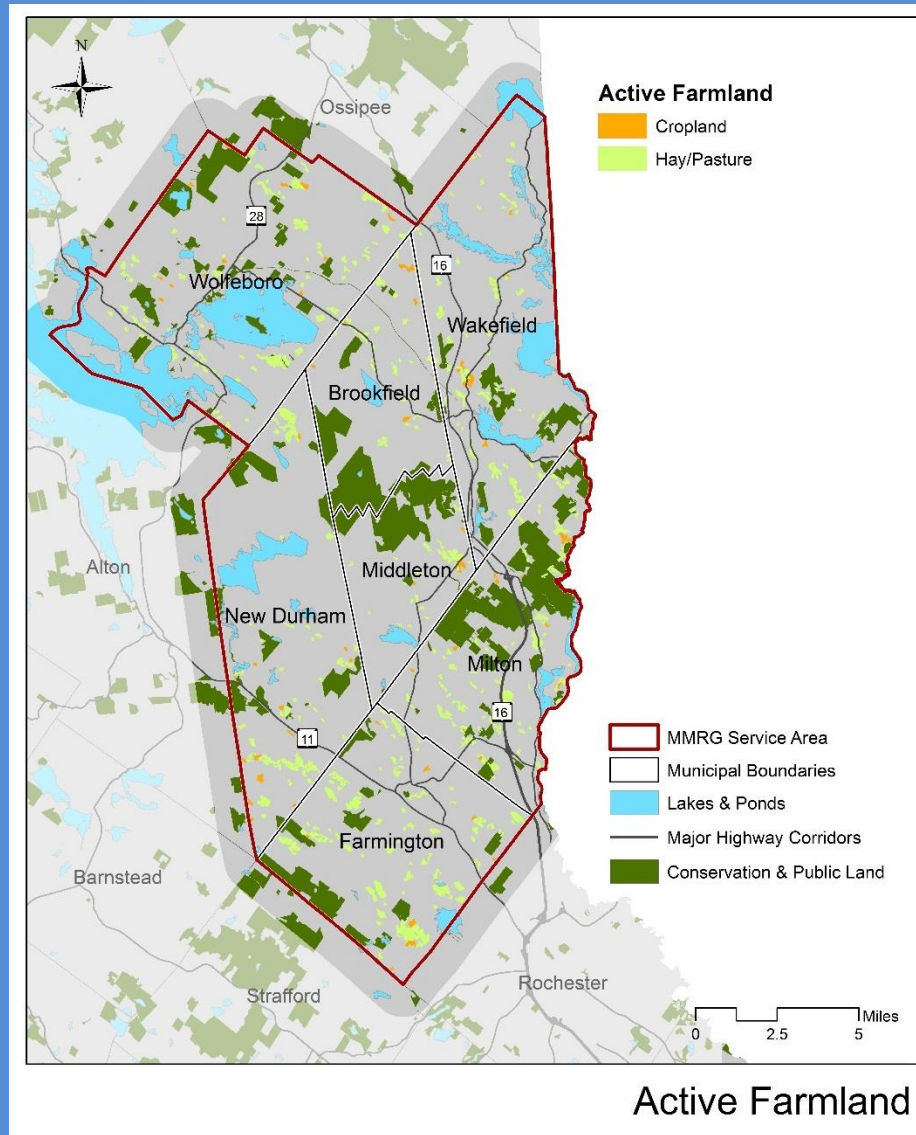 N
Ossipee
Active Farmland
Cropland
Hay/Pasture
28
16
Wolfeboro
Wakefield
Brookfield
Alton
Middleton
New Durham
Milton
16
11
MMRG Service Area
Municipal Boundaries
Lakes & Ponds
Major Highway Corridors
Conservation & Public Land
Farmington
Barnstead
Strafford
Rochester
Miles
0 2.5 5
Active Farmland